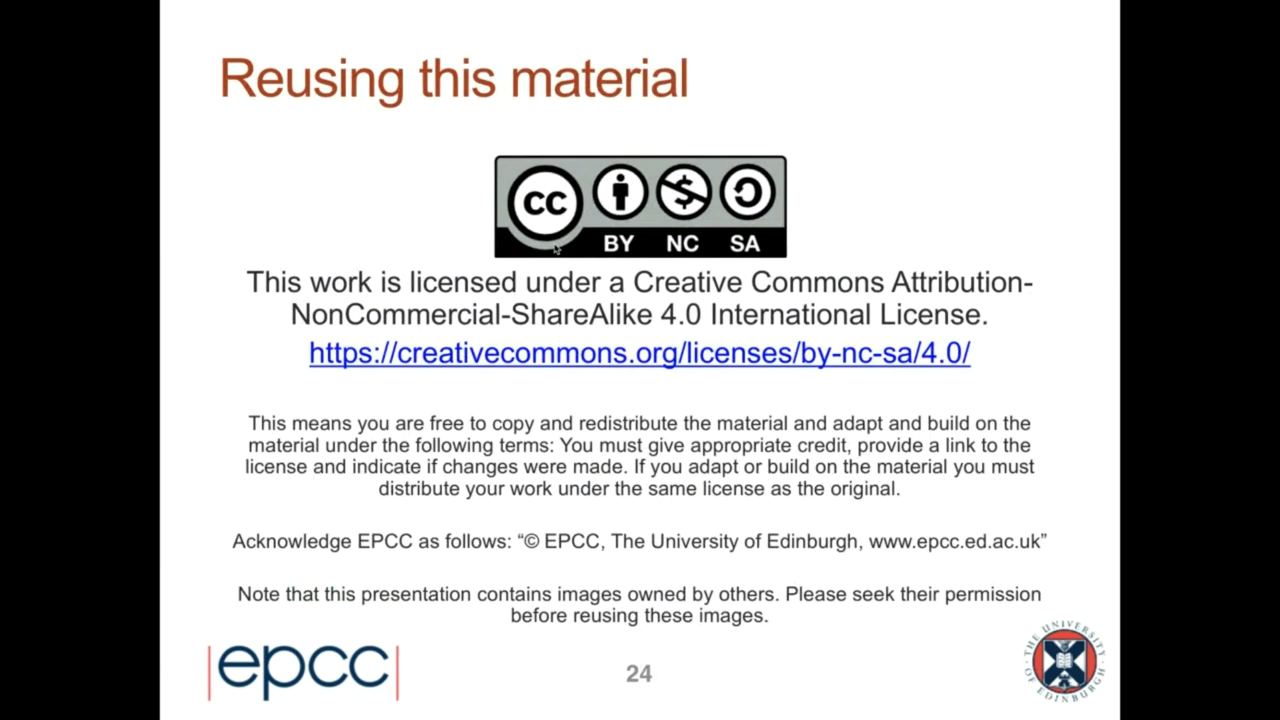 Reusing this material
CC
BY NC SA
This work is licensed under a Creative Commons Attribution-
NonCommercial-ShareAlike 4.0 International License.
https://creativecommons.org/licenses/by-nc-sa/4.0/
This means you are free to copy and redistribute the material and adapt and build on the
material under the following terms: You must give appropriate credit, provide a link to the
license and indicate if changes were made. If you adapt or build on the material you must
distribute your work under the same license as the original.
Acknowledge EPCC as follows: “© EPCC, The University of Edinburgh, www.epcc.ed.ac.uk”
Note that this presentation contains images owned by others. Please seek their permission
before reusing these images.
epcc
24
THE UNIVERSITY OF EDINBURGH